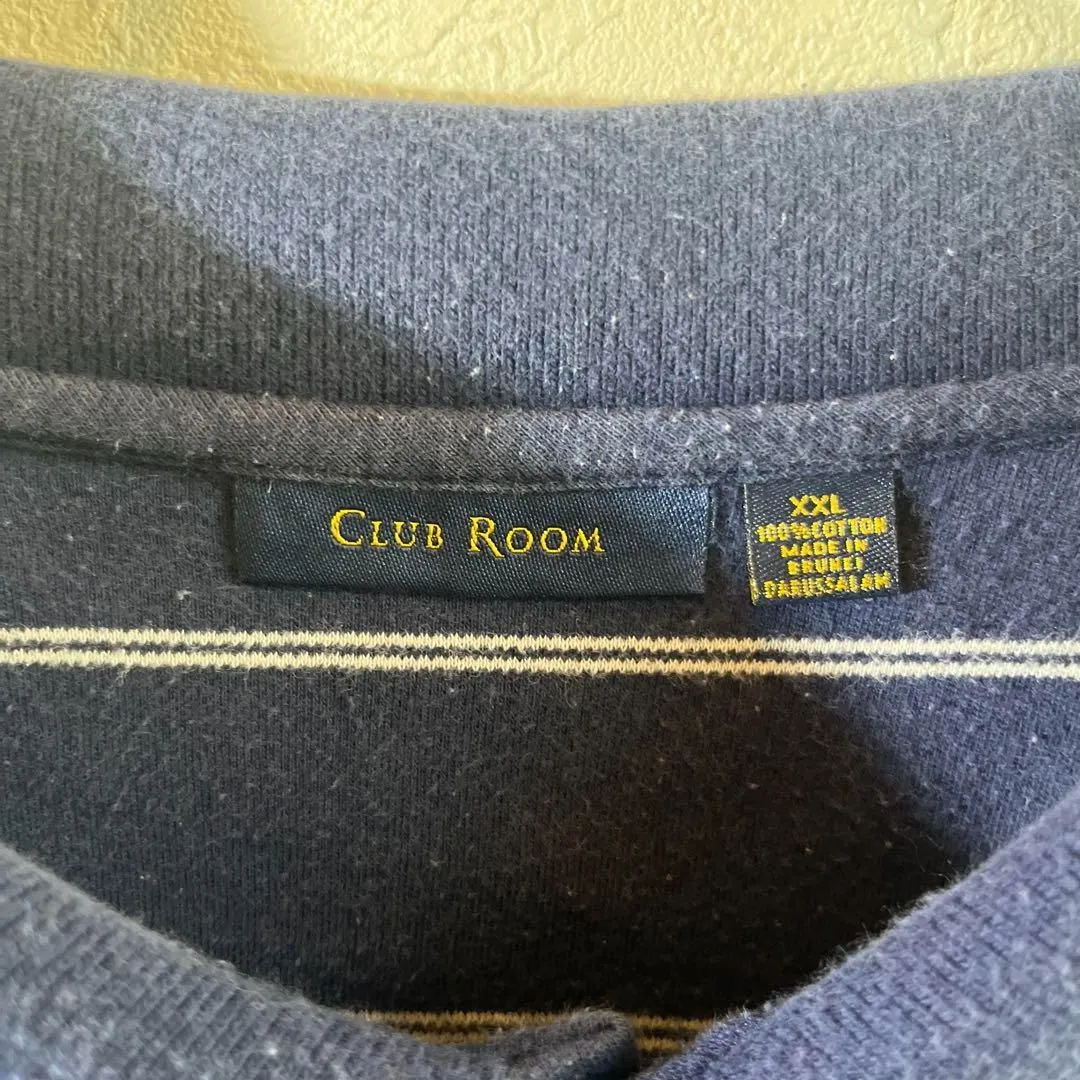 CLUB ROOM
XXL
100%COTTON
MADE IN
BRUNEI
DARUSSALAM